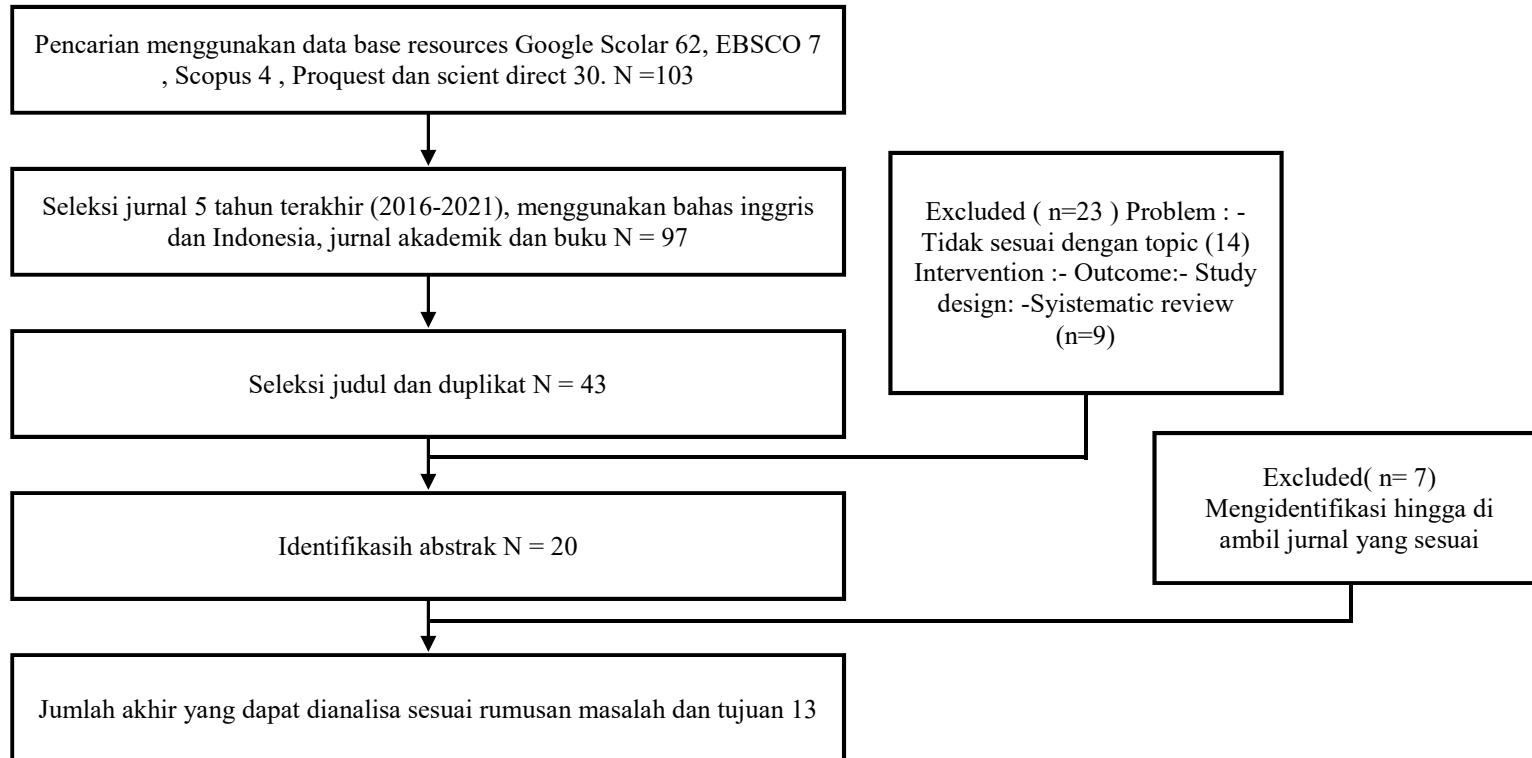 Pencarian menggunakan data base resources Google Scolar 62, EBSCO 7
, Scopus 4 , Proquest dan scient direct 30. N =103
Seleksi jurnal 5 tahun terakhir (2016-2021), menggunakan bahas inggris
dan Indonesia, jurnal akademik dan buku N = 97
Excluded ( n=23 ) Problem : -
Tidak sesuai dengan topic (14)
Intervention :- Outcome:- Study
design: -Syistematic review
(n=9)
Seleksi judul dan duplikat N = 43
Excluded( n= 7)
Mengidentifikasi hingga di
ambil jurnal yang sesuai
Identifikasih abstrak N = 20
Jumlah akhir yang dapat dianalisa sesuai rumusan masalah dan tujuan 13